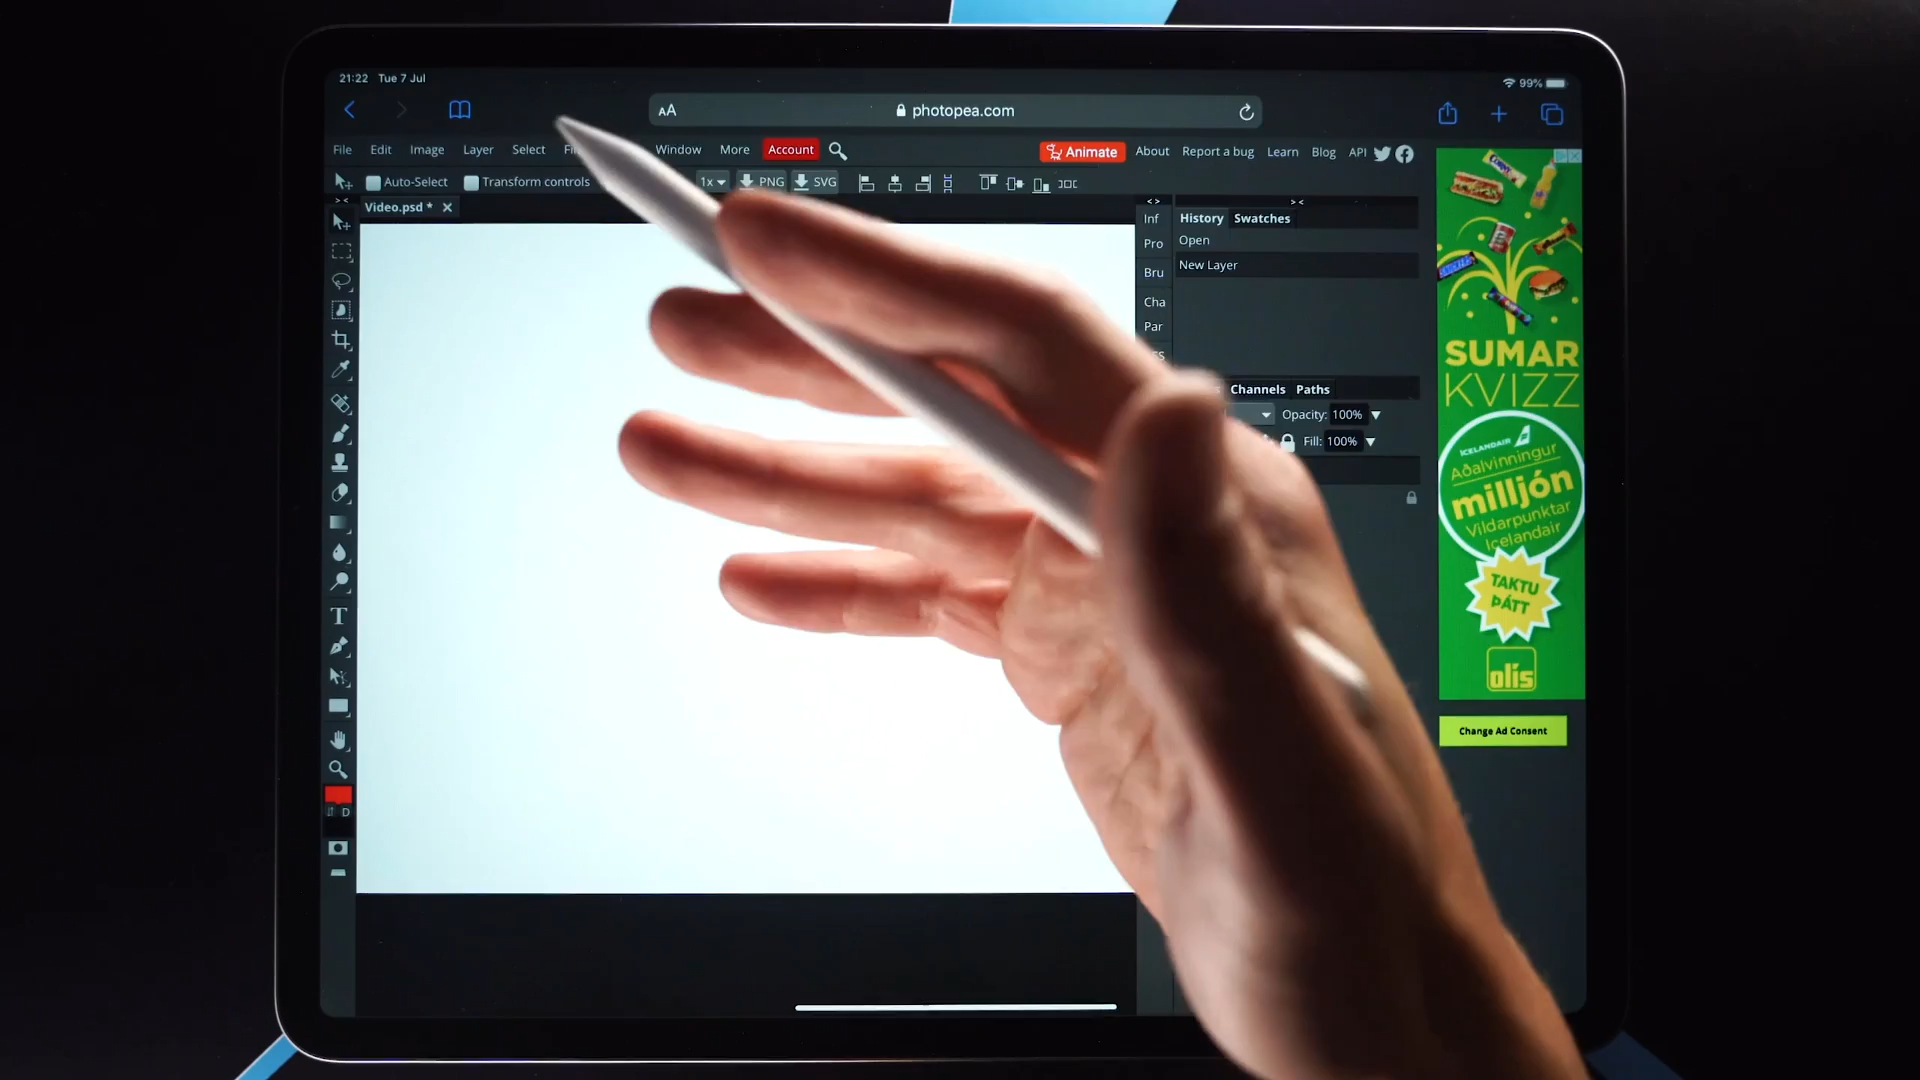 21:22 Tue 7 Jul
99%
AA
photopea.com
File Edit Image Layer Select Window More Account
Animate About Report a bug Learn Blog API
Auto-Select Transform controls 1x PNG SVG
Video.psd *
Inf
Pro
Bru
Cha
Par
History Swatches
Open
New Layer
Channels Paths
Opacity: 100%
Fill: 100%
T
D
SUMAR
KVIZZ
ICELANDAIR
Aðalvinningur
milljón
Vildarpunktar
Icelandair
TAKTU
ÞÁTT
olís
Change Ad Consent